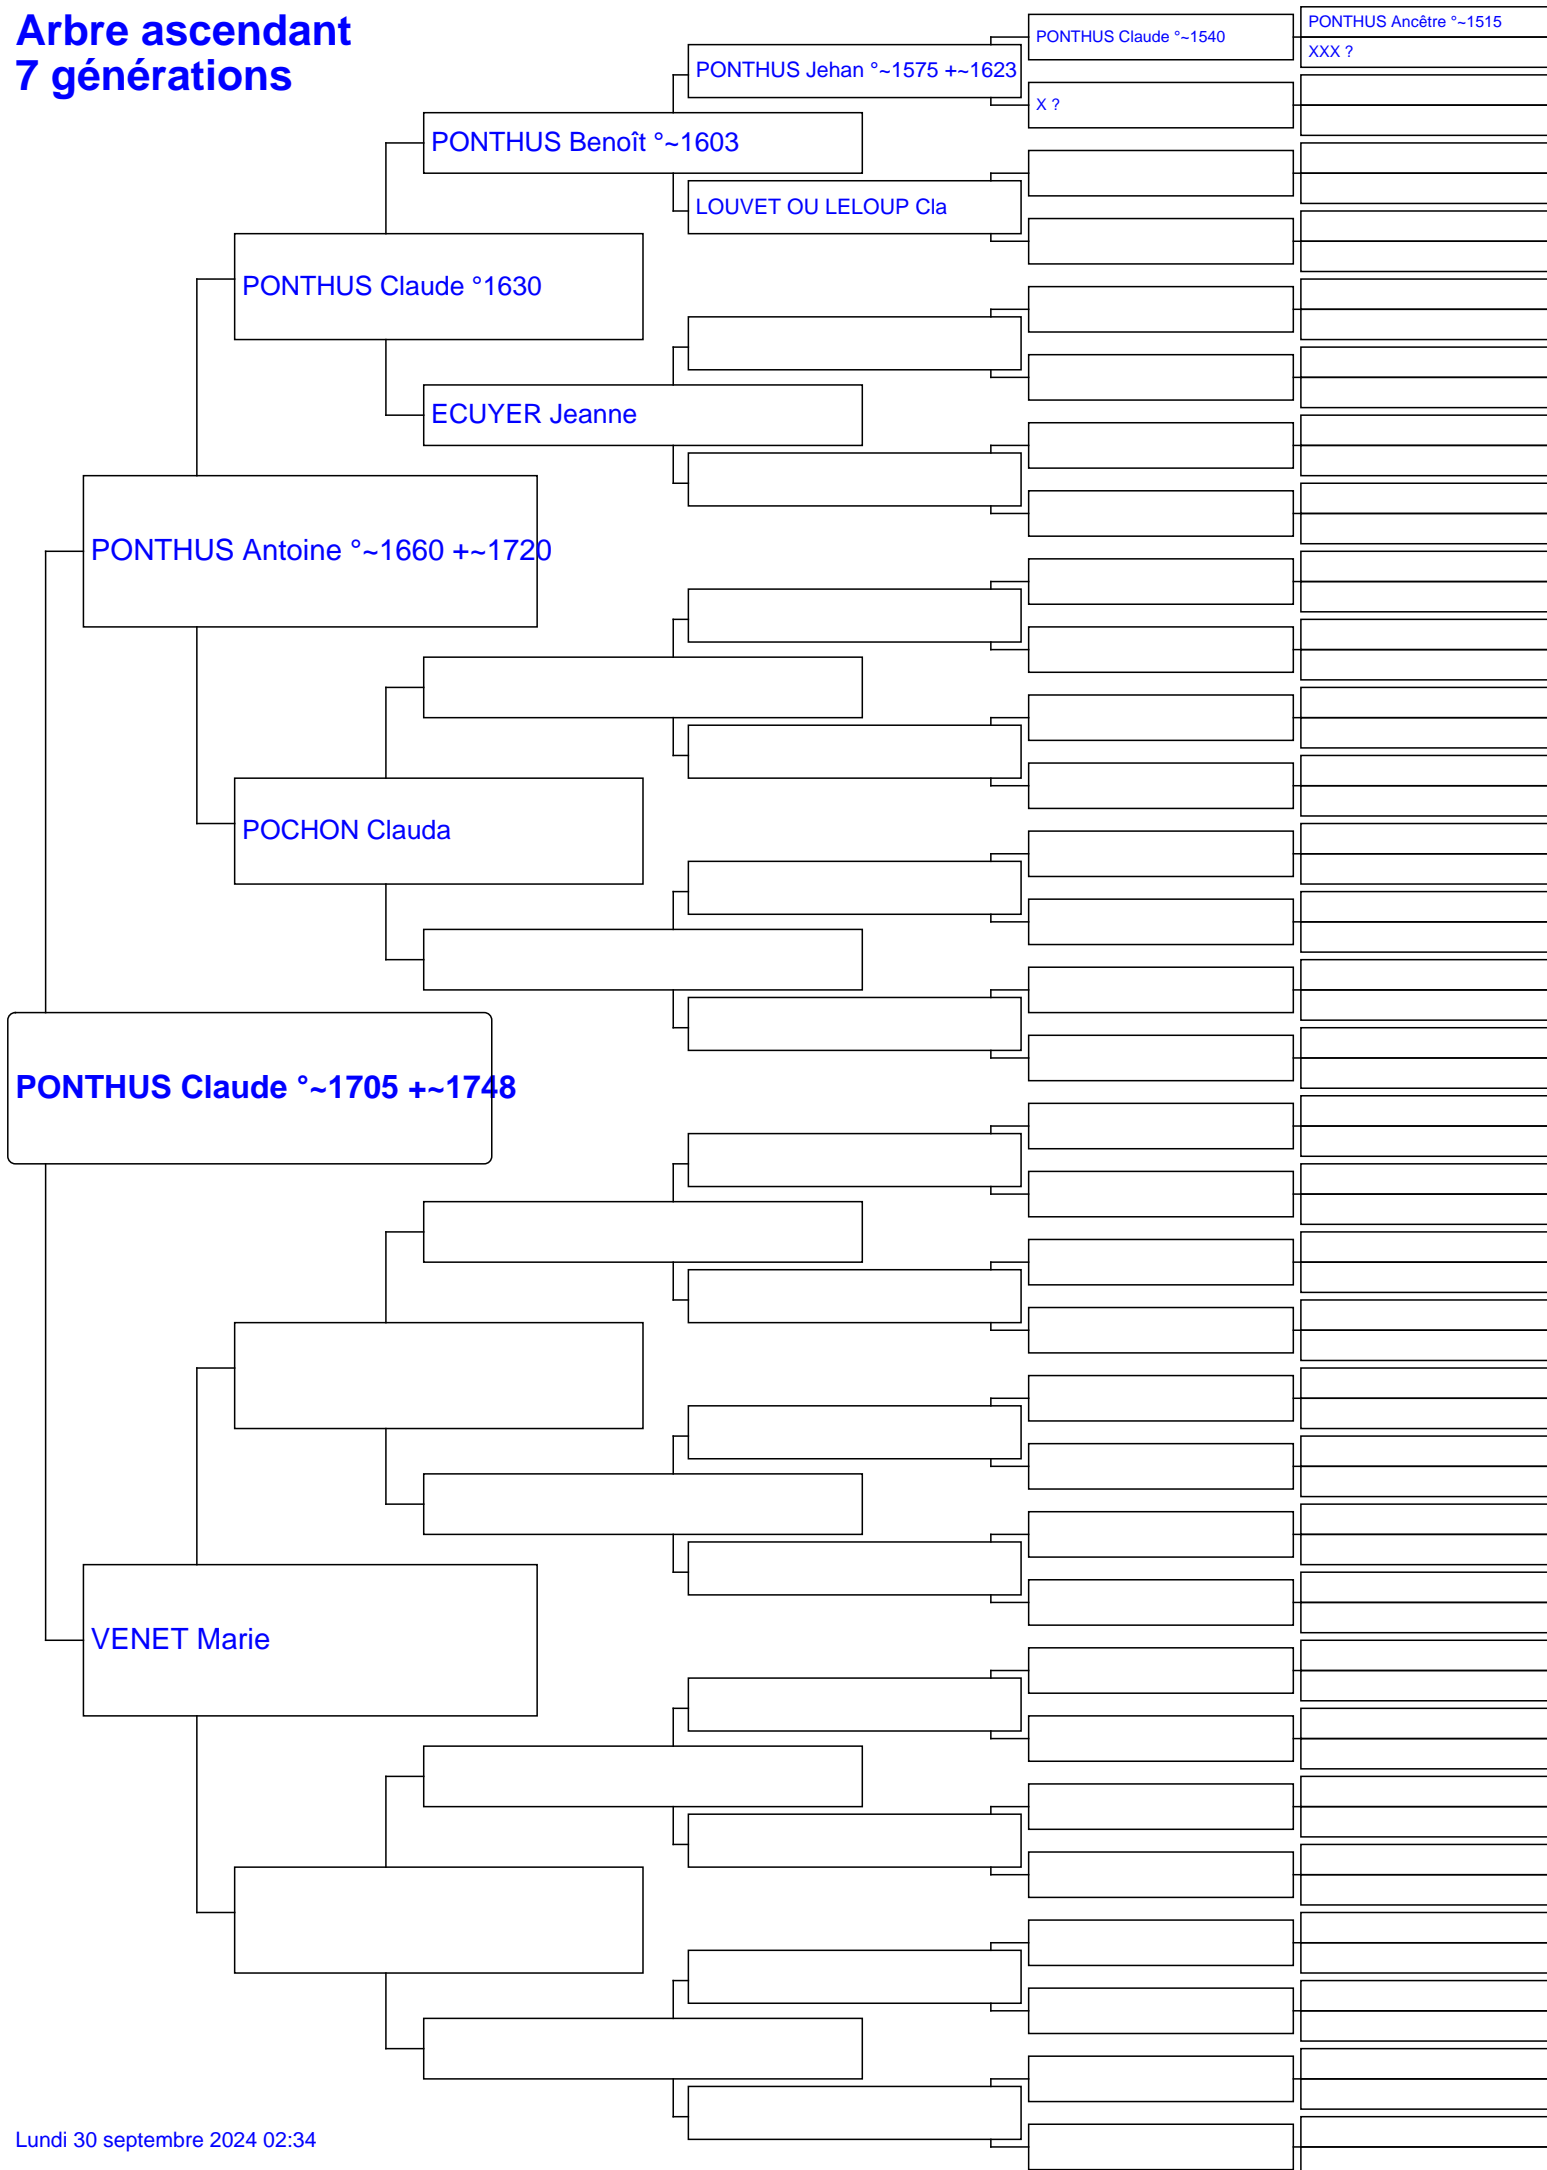 Arbre ascendant
7 générations
PONTHUS Ancêtre °~1515
XXX ?
PONTHUS Claude °~1540
PONTHUS Jehan °~1575 +~1623
X ?
PONTHUS Benoît °~1603
LOUVET OU LELOUP Cla
PONTHUS Claude °1630
ECUYER Jeanne
PONTHUS Antoine °~1660 +~1720
POCHON Clauda
PONTHUS Claude °~1705 +~1748
VENET Marie
Lundi 30 septembre 2024 02:34